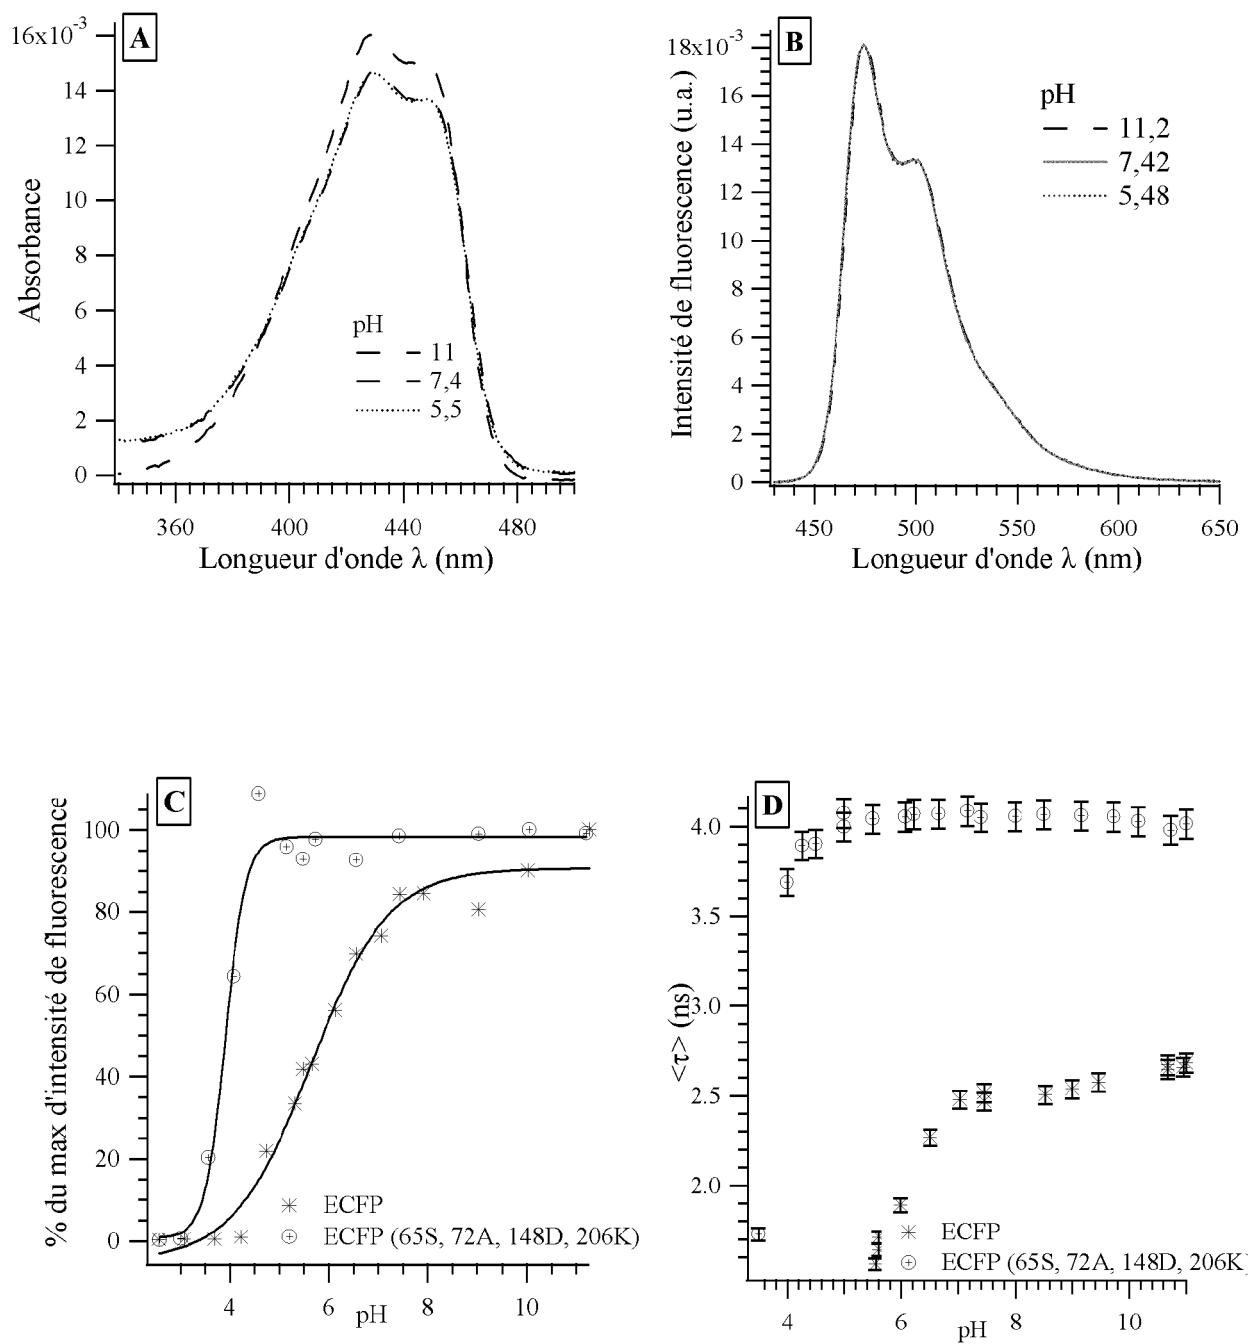 A
16x10⁻³
14
12
10
8
6
4
2
0
Absorbance
pH
11
7,4
5,5
360
400
440
480
Longueur d'onde λ (nm)
B
18x10⁻³
16
14
12
10
8
6
4
2
0
Intensité de fluorescence (u.a.)
pH
11,2
7,42
5,48
450
500
550
600
650
Longueur d'onde λ (nm)
C
100
80
60
40
20
0
% du max d'intensité de fluorescence
ECFP
ECFP (65S, 72A, 148D, 206K)
4
6
8
10
pH
D
4.0
3.5
3.0
2.5
2.0
<τ> (ns)
ECFP
ECFP (65S, 72A, 148D, 206K)
4
6
8
10
pH